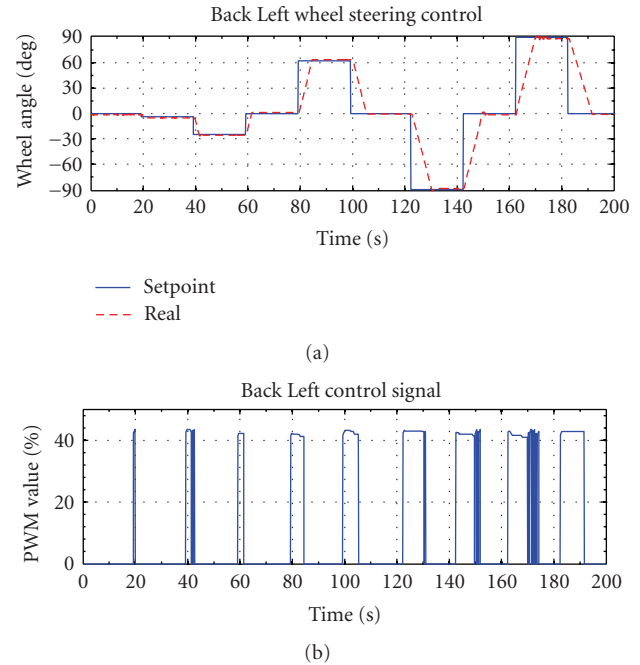 Back Left wheel steering control
Wheel angle (deg)
90
60
30
0
−30
−60
−90
0 20 40 60 80 100 120 140 160 180 200
Time (s)
Setpoint
Real
(a)
Back Left control signal
PWM value (%)
40
20
0
0 20 40 60 80 100 120 140 160 180 200
Time (s)
(b)